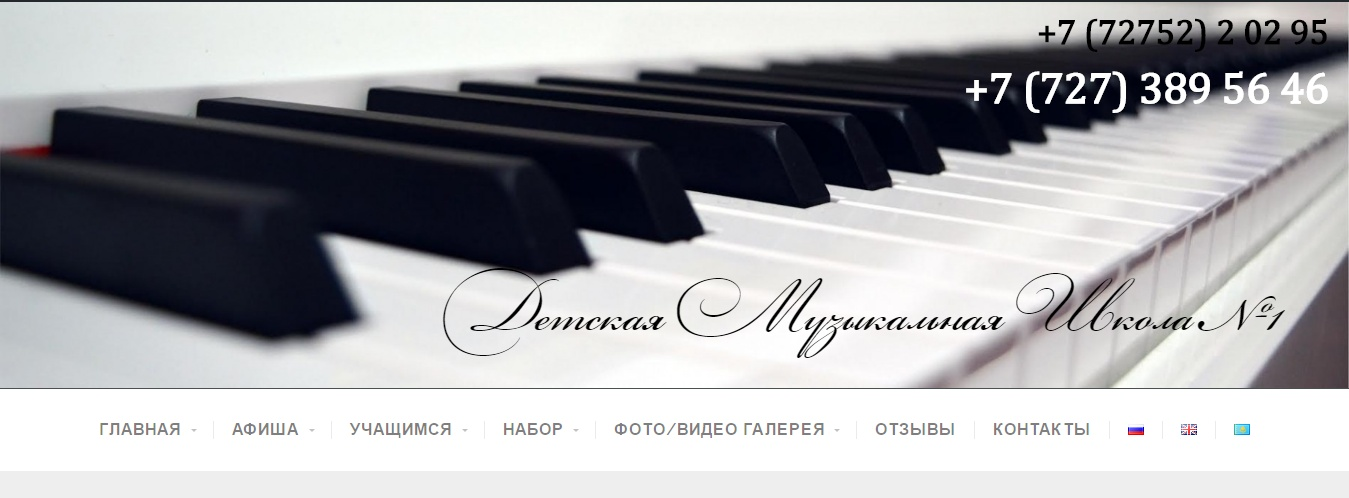 +7 (72752) 2 02 95
+7 (727) 389 56 46
Детская Музыкальная Школа №1
ГЛАВНАЯ АФИША УЧАЩИМСЯ НАБОР ФОТО/ВИДЕО ГАЛЕРЕЯ ОТЗЫВЫ КОНТАКТЫ